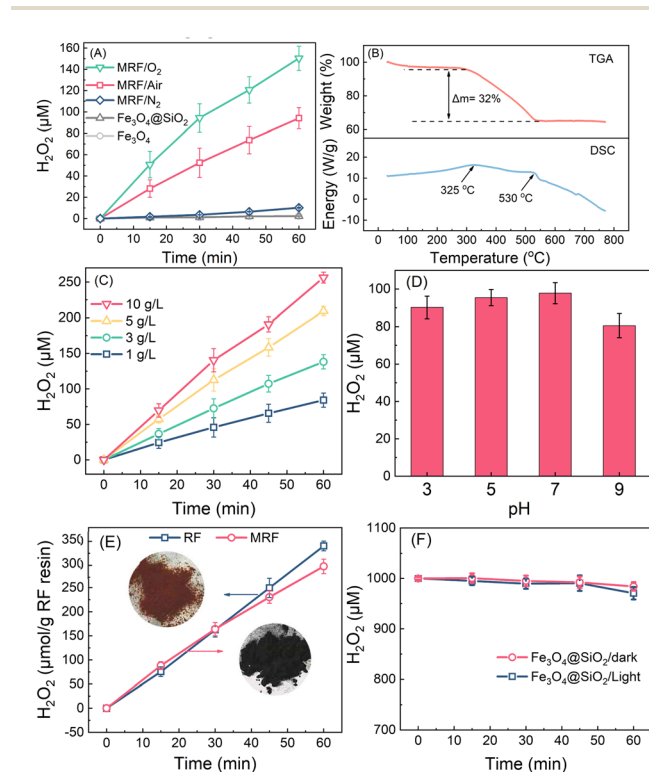 (A)
MRF/O₂
MRF/Air
MRF/N₂
Fe₃O₄@SiO₂
Fe₃O₄
H₂O₂ (μM)
160
140
120
100
80
60
40
20
0
0 10 20 30 40 50 60
Time (min)
(B)
TGA
Δm= 32%
Weight (%)
100
80
60
DSC
325 ⁰C
530 ⁰C
Energy (W/g)
20
10
0
-10
0 100 200 300 400 500 600 700 800
Temperature (⁰C)
(C)
10 g/L
5 g/L
3 g/L
1 g/L
H₂O₂ (μM)
250
200
150
100
50
0
0 10 20 30 40 50 60
Time (min)
(D)
H₂O₂ (μM)
120
100
80
60
40
20
0
3 5 7 9
pH
(E)
RF
MRF
H₂O₂ (μmol/g RF resin)
400
350
300
250
200
150
100
50
0
-50
0 10 20 30 40 50 60
Time (min)
(F)
H₂O₂ (μM)
1100
1000
900
800
700
Fe₃O₄@SiO₂/dark
Fe₃O₄@SiO₂/Light
0 10 20 30 40 50 60
Time (min)